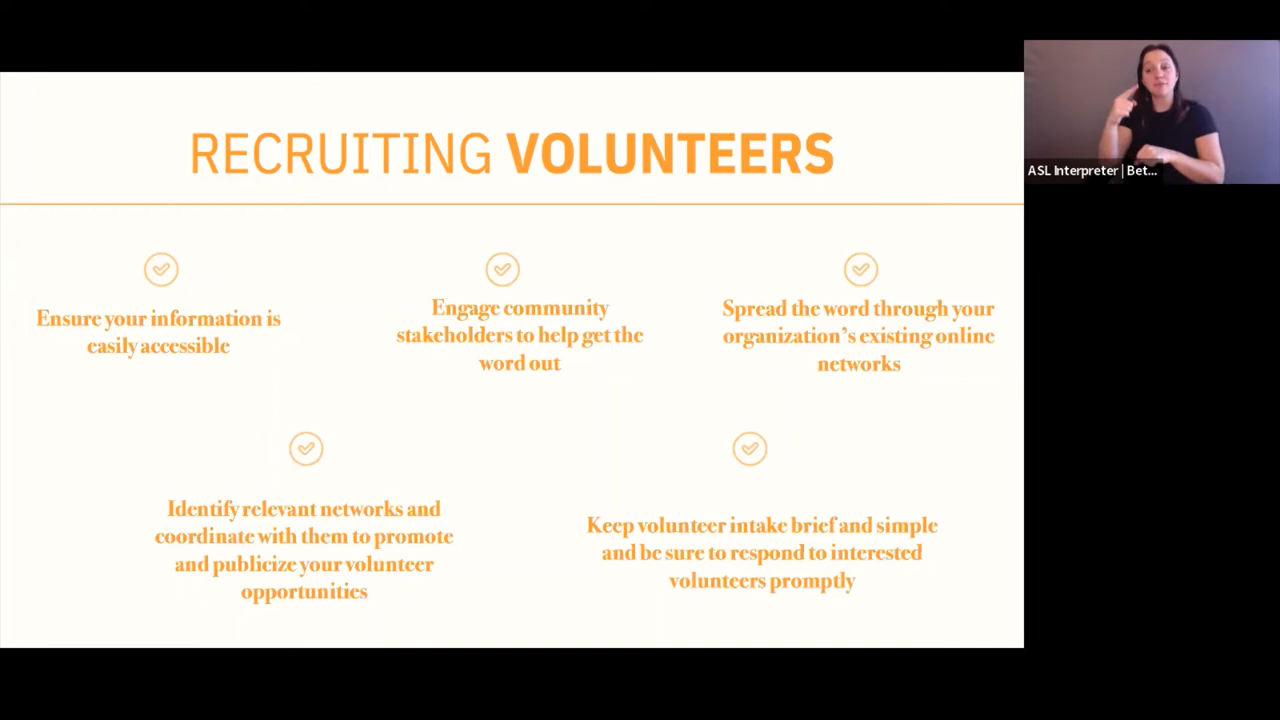 RECRUITING VOLUNTEERS
ASL Interpreter | Bet...
Ensure your information is
easily accessible
Engage community
stakeholders to help get the
word out
Spread the word through your
organization’s existing online
networks
Identify relevant networks and
coordinate with them to promote
and publicize your volunteer
opportunities
Keep volunteer intake brief and simple
and be sure to respond to interested
volunteers promptly